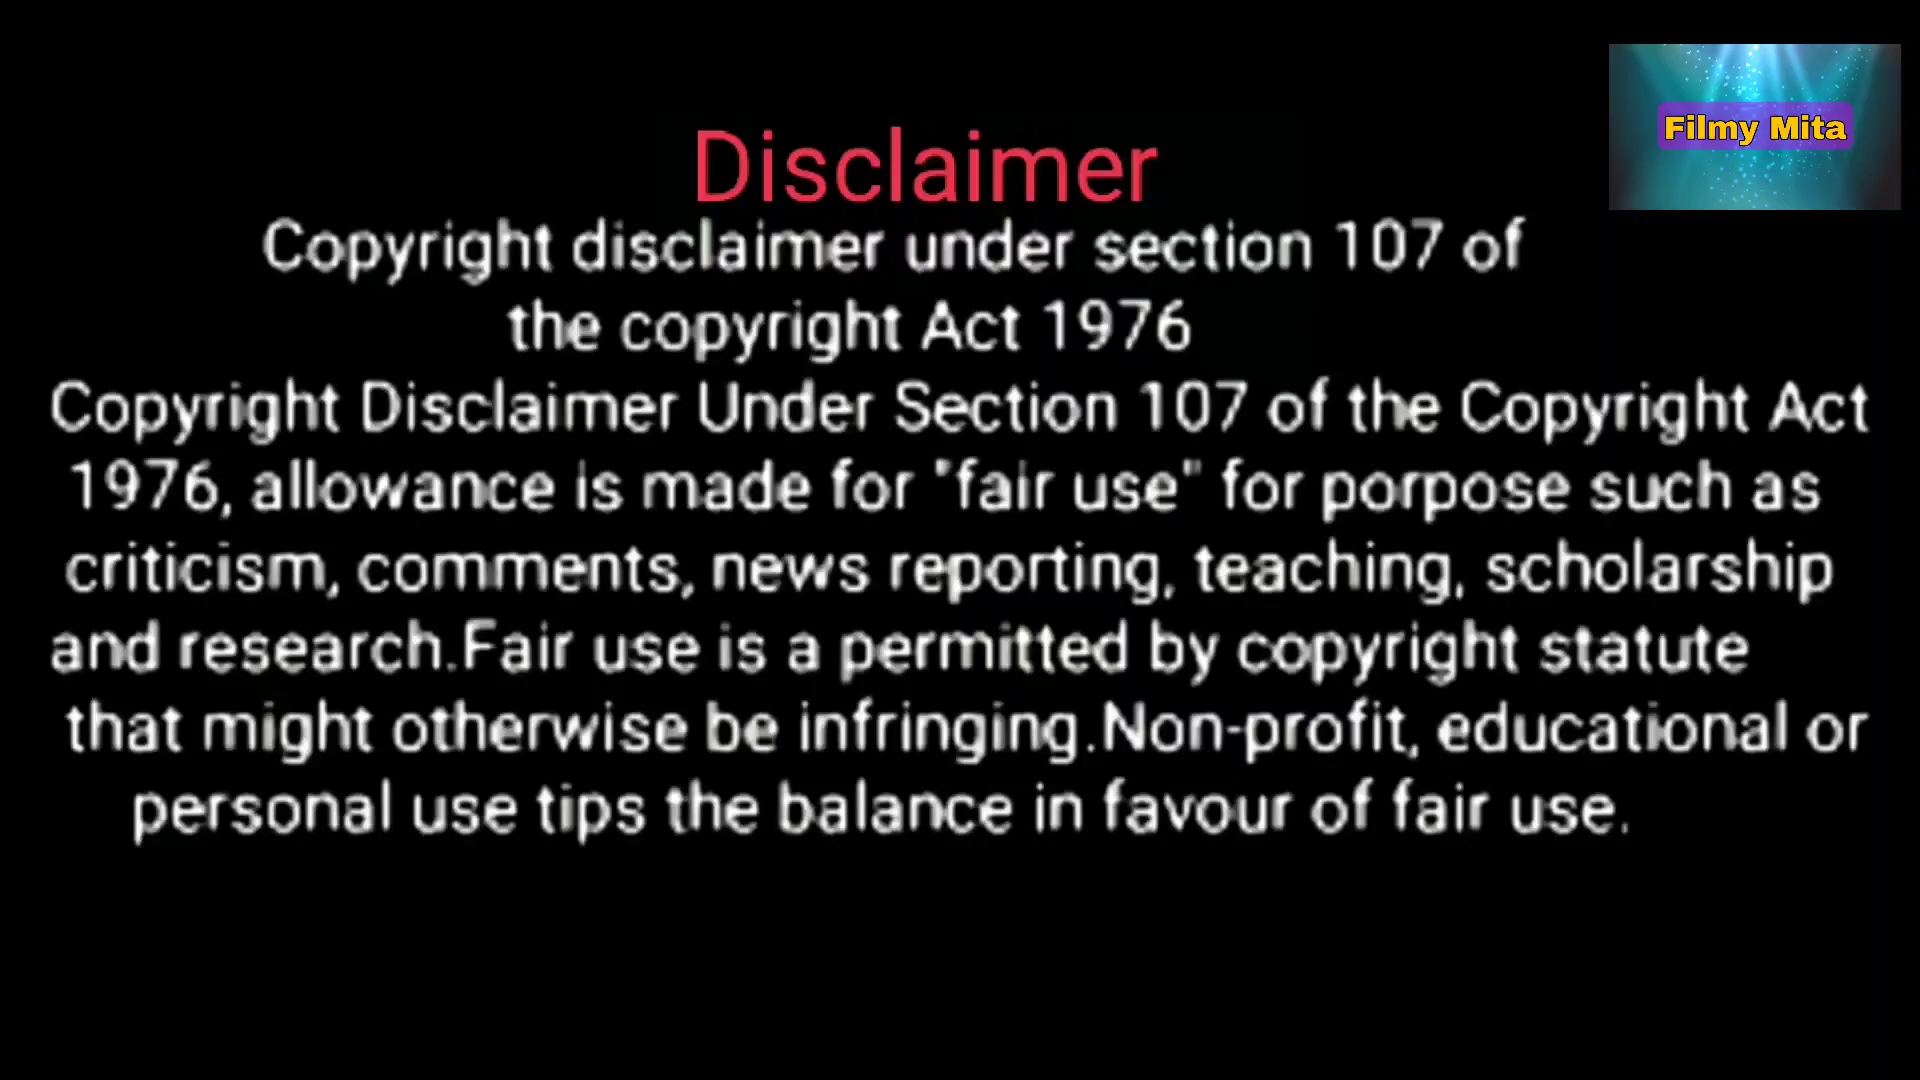 Filmy Mita
Disclaimer
Copyright disclaimer under section 107 of
the copyright Act 1976
Copyright Disclaimer Under Section 107 of the Copyright Act
1976, allowance is made for "fair use" for porpose such as
criticism, comments, news reporting, teaching, scholarship
and research.Fair use is a permitted by copyright statute
that might otherwise be infringing.Non-profit, educational or
personal use tips the balance in favour of fair use.